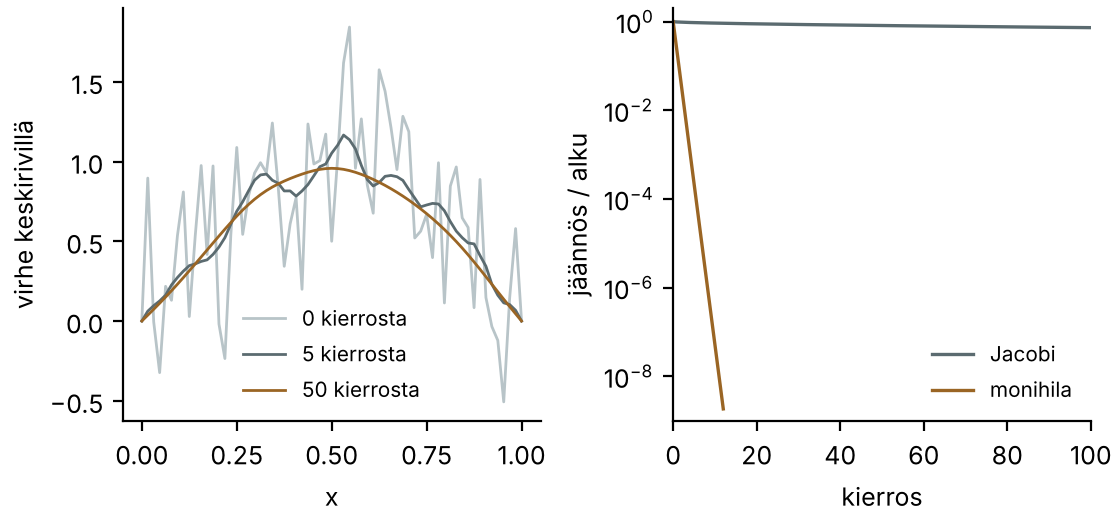 virhe keskirivillä
1.5
1.0
0.5
0.0
−0.5
0 kierrosta
5 kierrosta
50 kierrosta
0.00 0.25 0.50 0.75 1.00
x
jäännös / alku
10⁰
10⁻²
10⁻⁴
10⁻⁶
10⁻⁸
Jacobi
monihila
0 20 40 60 80 100
kierros